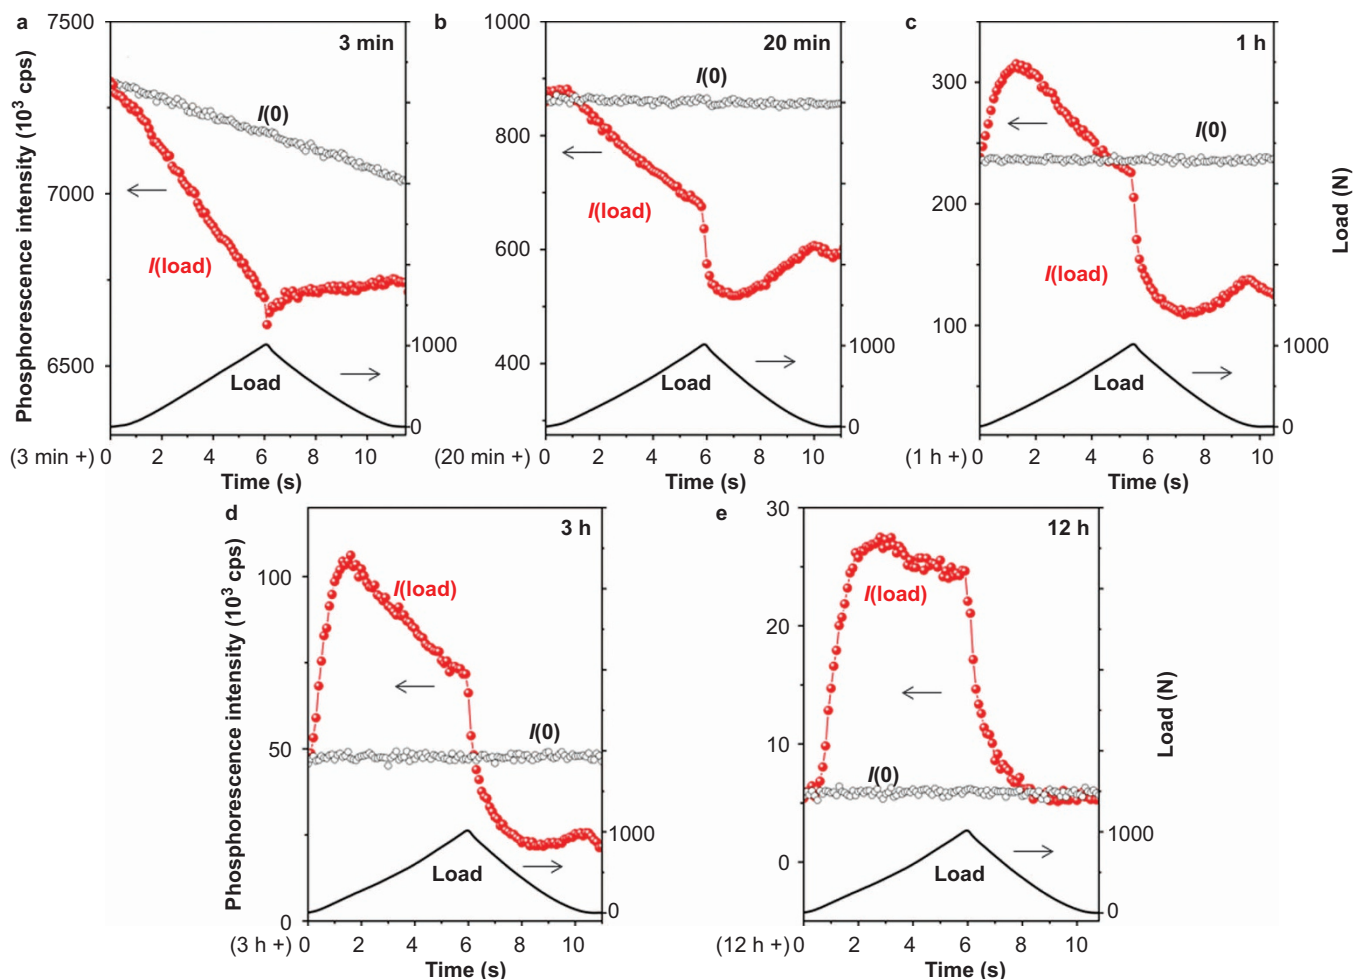 a
3 min
7500
7000
6500
Phosphorescence intensity (10³ cps)
I(0)
I(load)
Load
1000
0
(3 min +) 0 2 4 6 8 10
Time (s)
b
20 min
1000
800
600
400
I(0)
I(load)
Load
1000
0
(20 min +) 0 2 4 6 8 10
Time (s)
c
1 h
300
200
100
I(0)
I(load)
Load
1000
0
Load (N)
(1 h +) 0 2 4 6 8 10
Time (s)
d
3 h
100
50
0
Phosphorescence intensity (10³ cps)
I(load)
I(0)
Load
1000
0
(3 h +) 0 2 4 6 8 10
Time (s)
e
12 h
30
25
20
15
10
5
0
I(load)
I(0)
Load
1000
0
Load (N)
(12 h +) 0 2 4 6 8 10
Time (s)